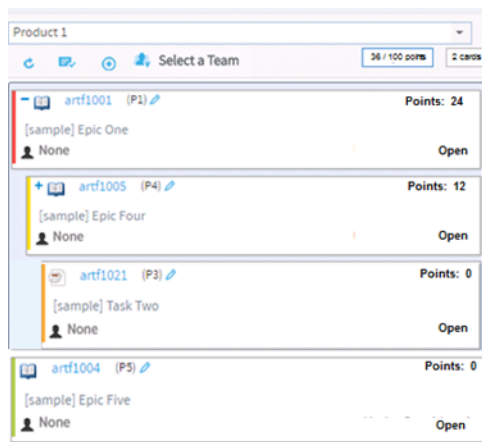 Product 1
Select a Team
36 / 100 points
2 cards
artf1001 (P1) Points: 24
[sample] Epic One
None Open
artf1005 (P4) Points: 12
[sample] Epic Four
None Open
artf1021 (P3) Points: 0
[sample] Task Two
None Open
artf1004 (P5) Points: 0
[sample] Epic Five
None Open